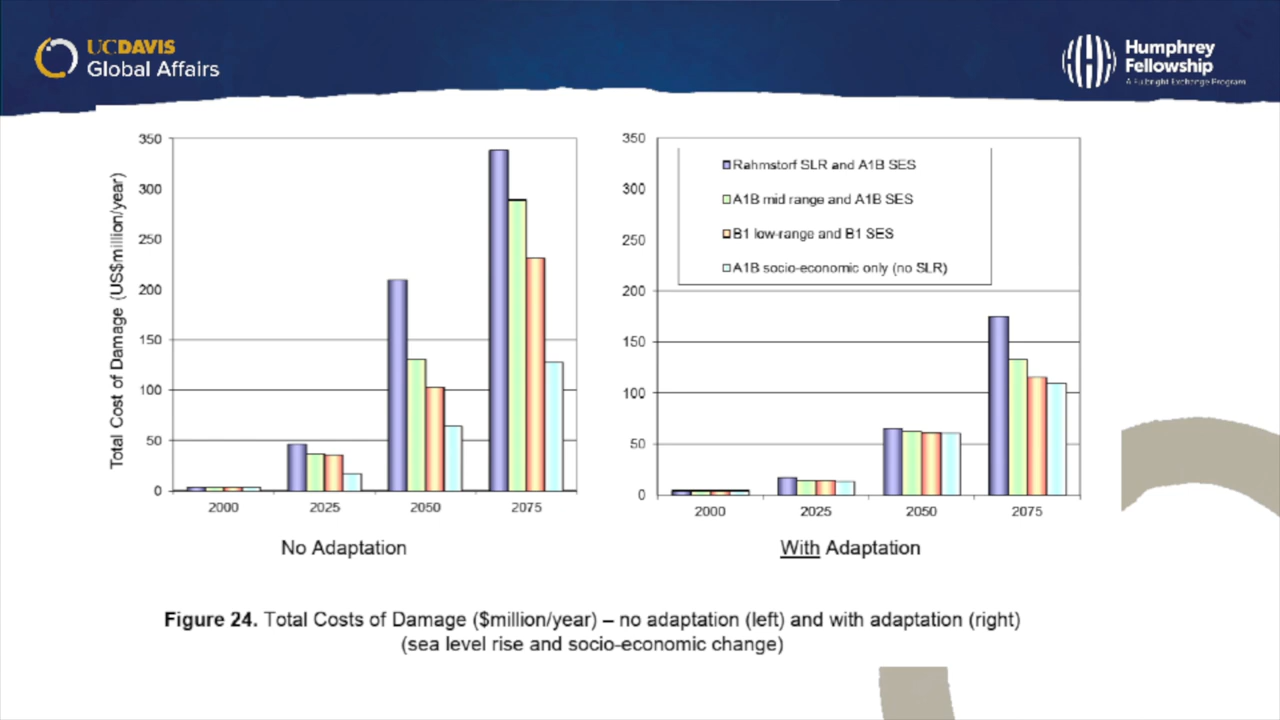 UCDAVIS
Global Affairs
Humphrey
Fellowship
A Fulbright Exchange Program
Total Cost of Damage (US$million/year)
350
300
250
200
150
100
50
0
2000
2025
2050
2075
No Adaptation
350
300
250
200
150
100
50
0
Rahmstorf SLR and A1B SES
A1B mid range and A1B SES
B1 low-range and B1 SES
A1B socio-economic only (no SLR)
2000
2025
2050
2075
With Adaptation
Figure 24. Total Costs of Damage ($million/year) – no adaptation (left) and with adaptation (right)
(sea level rise and socio-economic change)